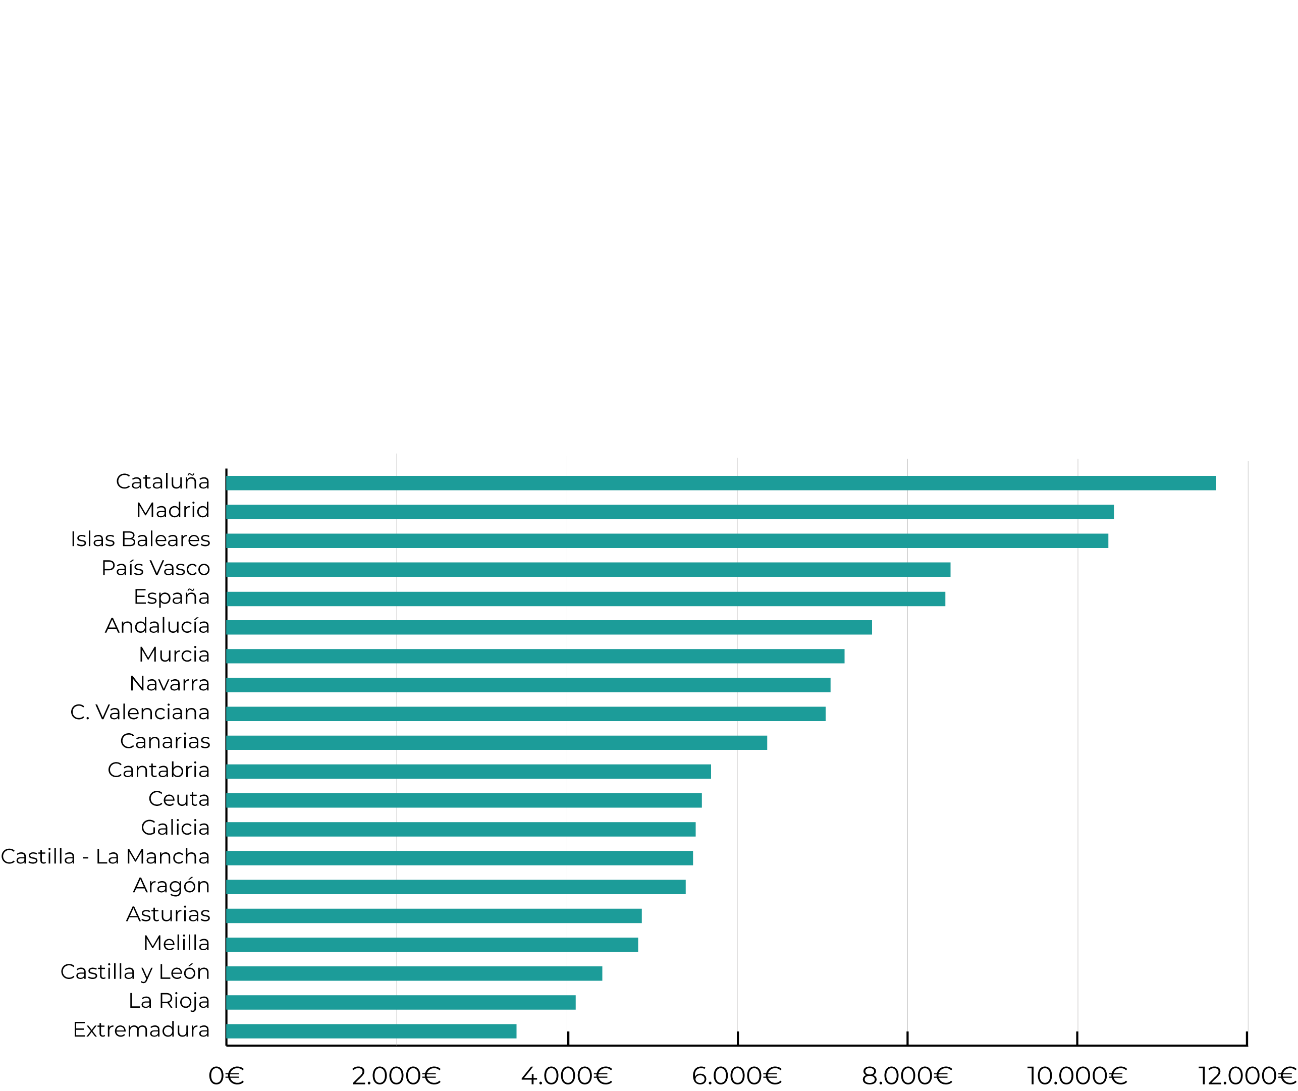 Cataluña
Madrid
Islas Baleares
País Vasco
España
Andalucía
Murcia
Navarra
C. Valenciana
Canarias
Cantabria
Ceuta
Galicia
Castilla - La Mancha
Aragón
Asturias
Melilla
Castilla y León
La Rioja
Extremadura
0€ 2.000€ 4.000€ 6.000€ 8.000€ 10.000€ 12.000€